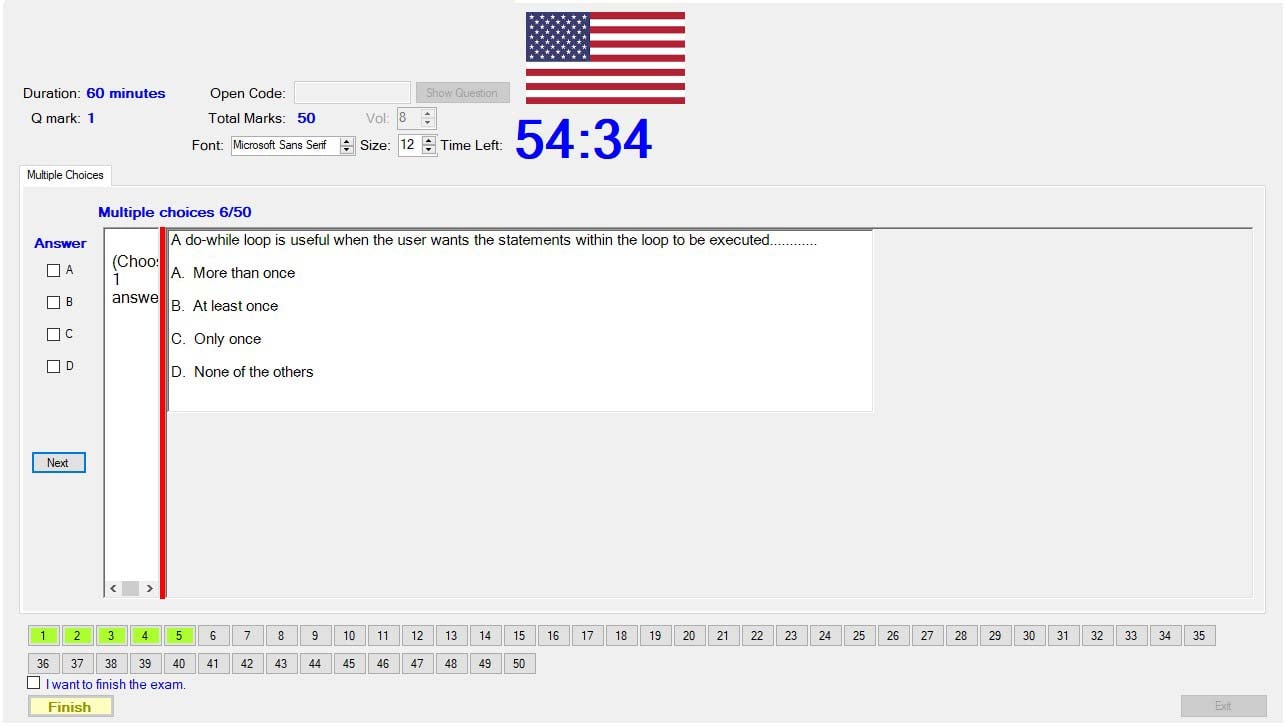 Duration: 60 minutes Open Code: Show Question
Q mark: 1 Total Marks: 50 Vol: 8
Font: Microsoft Sans Serif Size: 12 Time Left: 54:34
Multiple Choices
Multiple choices 6/50
Answer
A
B
C
D
Next
(Choos
1
answe
A do-while loop is useful when the user wants the statements within the loop to be executed............
A. More than once
B. At least once
C. Only once
D. None of the others
1 2 3 4 5 6 7 8 9 10 11 12 13 14 15 16 17 18 19 20 21 22 23 24 25 26 27 28 29 30 31 32 33 34 35
36 37 38 39 40 41 42 43 44 45 46 47 48 49 50
I want to finish the exam.
Finish Exit